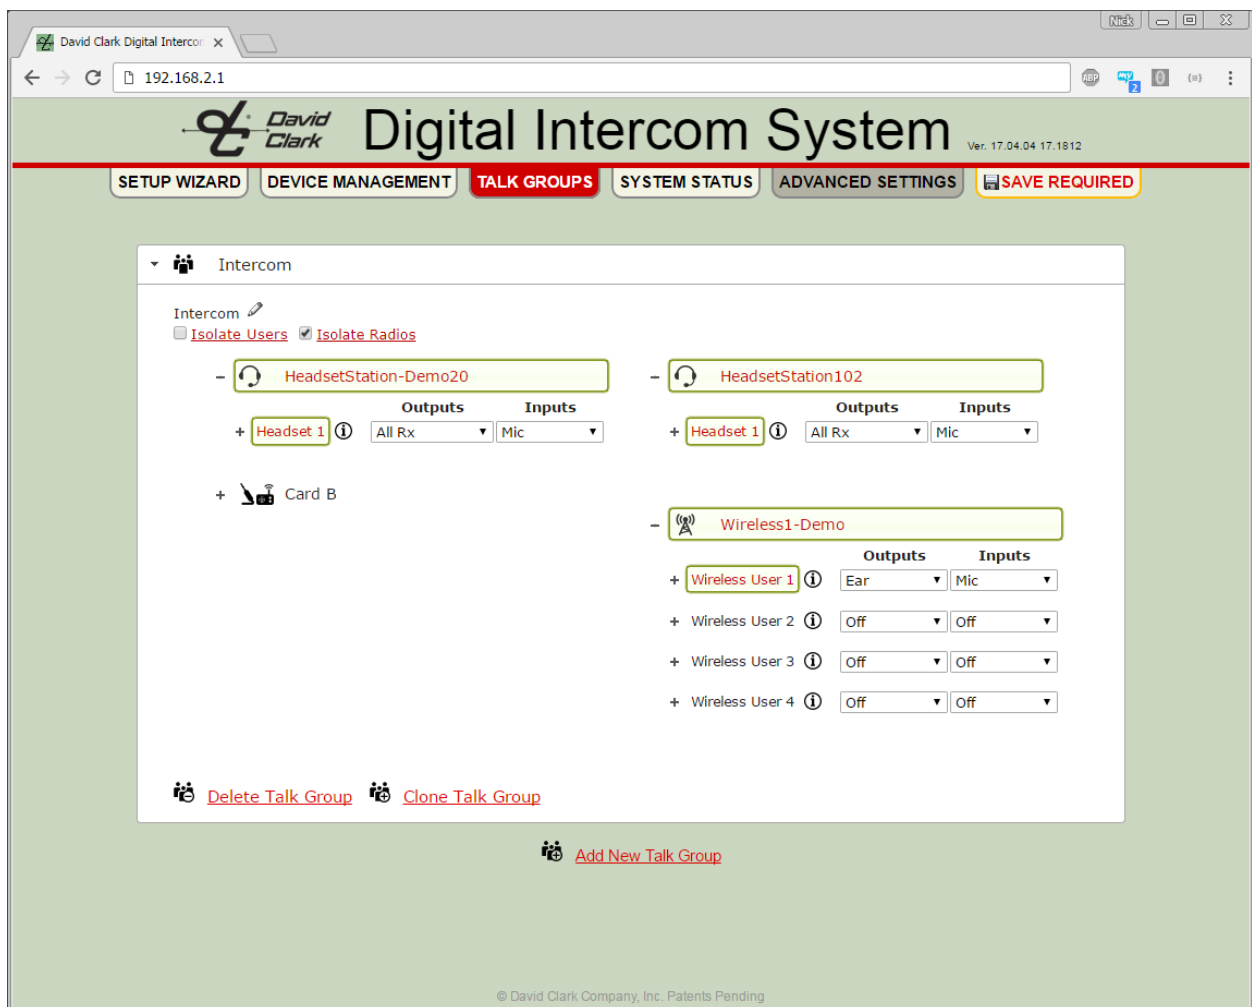 Nick
David Clark Digital Intercor
192.168.2.1
ABP
my
2
0
David Clark
Digital Intercom System
Ver. 17.04.04 17.1812
SETUP WIZARD DEVICE MANAGEMENT TALK GROUPS SYSTEM STATUS ADVANCED SETTINGS SAVE REQUIRED
Intercom
Intercom
Isolate Users Isolate Radios
HeadsetStation-Demo20 HeadsetStation102
Outputs Inputs Outputs Inputs
Headset 1 All Rx Mic Headset 1 All Rx Mic
Card B
Wireless1-Demo
Outputs Inputs
Wireless User 1 Ear Mic
Wireless User 2 Off Off
Wireless User 3 Off Off
Wireless User 4 Off Off
Delete Talk Group Clone Talk Group
Add New Talk Group
© David Clark Company, Inc. Patents Pending